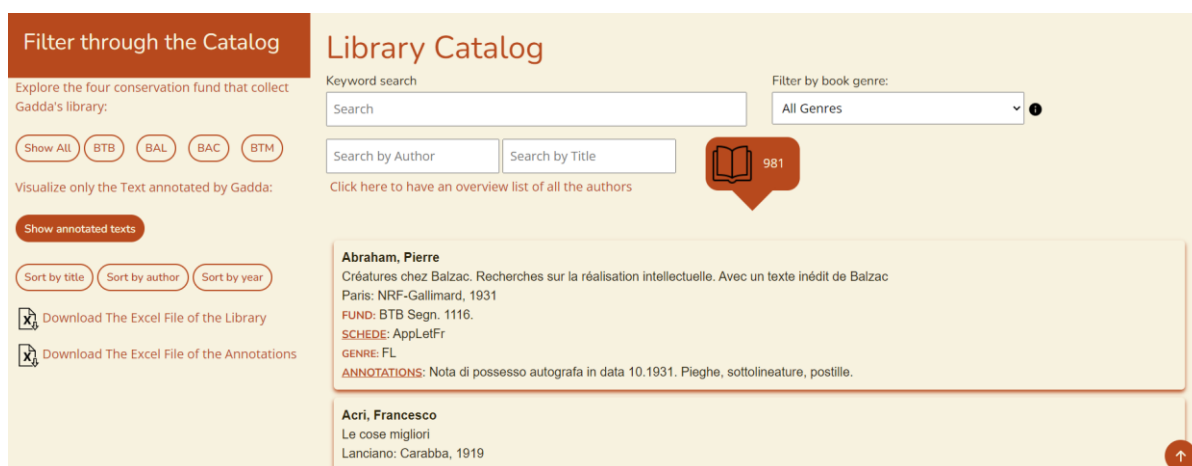 Filter through the Catalog
Explore the four conservation fund that collect
Gadda's library:
Show All
BTB
BAL
BAC
BTM
Visualize only the Text annotated by Gadda:
Show annotated texts
Sort by title
Sort by author
Sort by year
Download The Excel File of the Library
Download The Excel File of the Annotations
Library Catalog
Keyword search
Search
Filter by book genre:
All Genres
Search by Author
Search by Title
981
Click here to have an overview list of all the authors
Abraham, Pierre
Créatures chez Balzac. Recherches sur la réalisation intellectuelle. Avec un texte inédit de Balzac
Paris: NRF-Gallimard, 1931
FUND: BTB Segn. 1116.
SCHEDE: AppLetFr
GENRE: FL
ANNOTATIONS: Nota di possesso autografa in data 10.1931. Pieghe, sottolineature, postille.
Acri, Francesco
Le cose migliori
Lanciano: Carabba, 1919